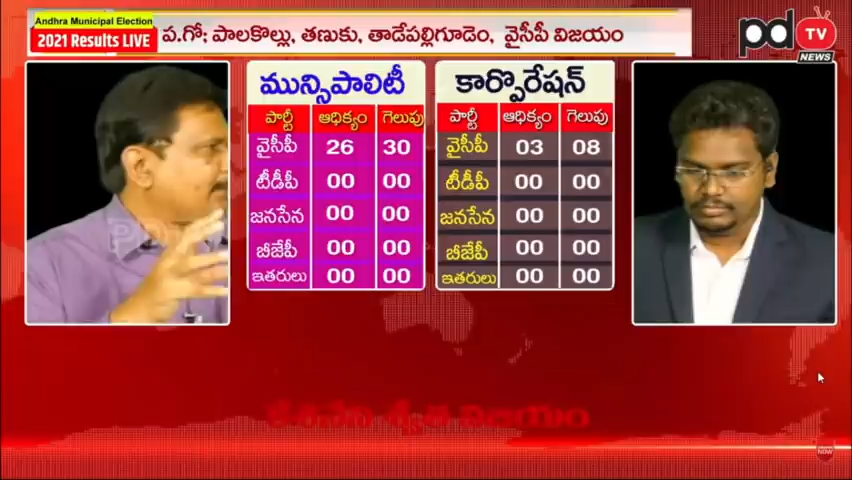 Andhra Municipal Election
2021 Results LIVE
ప.గో; పాలకొల్లు, తణుకు, తాడేపల్లిగూడెం, వైసీపీ విజయం
pd TV
NEWS
మున్సిపాలిటీ
పార్టీ ఆధిక్యం గెలుపు
వైసీపీ 26 30
టీడీపీ 00 00
జనసేన 00 00
బీజేపీ 00 00
ఇతరులు 00 00
కార్పొరేషన్
పార్టీ ఆధిక్యం గెలుపు
వైసీపీ 03 08
టీడీపీ 00 00
జనసేన 00 00
బీజేపీ 00 00
ఇతరులు 00 00